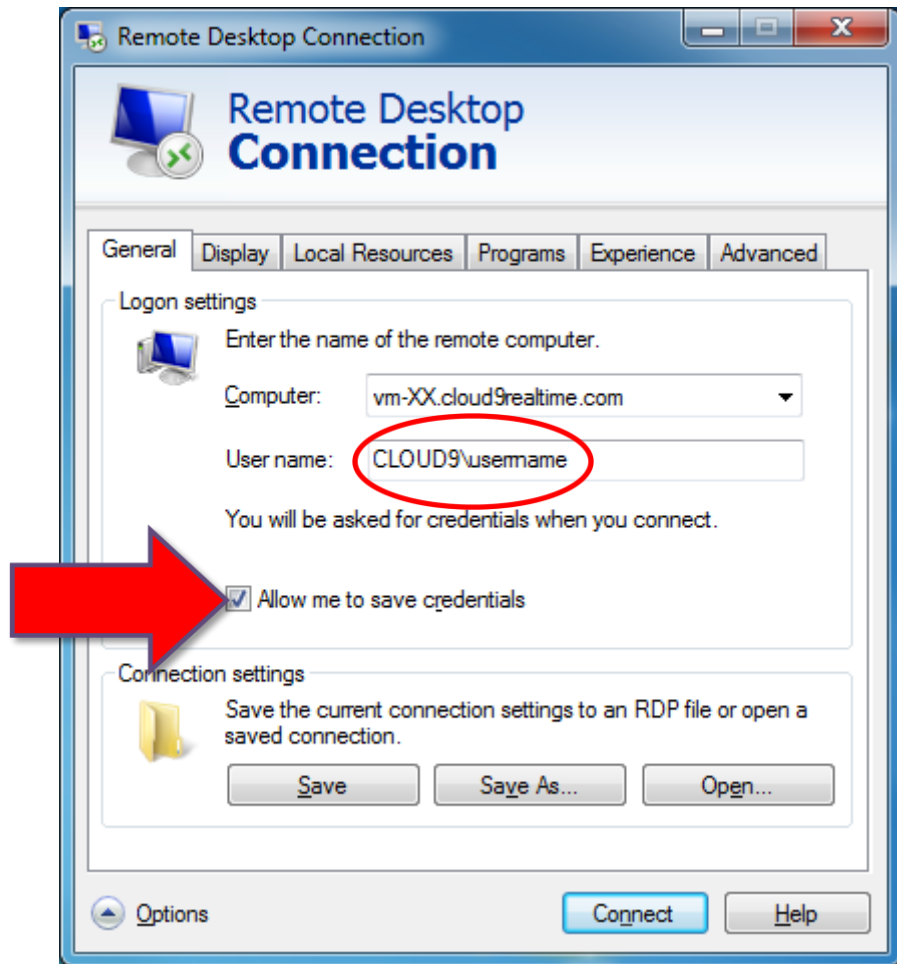 Remote Desktop Connection
Remote Desktop
Connection
General Display Local Resources Programs Experience Advanced
Logon settings
Enter the name of the remote computer.
Computer: vm-XX.cloud9realtime.com
User name: CLOUD9\username
You will be asked for credentials when you connect.
Allow me to save credentials
Connection settings
Save the current connection settings to an RDP file or open a
saved connection.
Save Save As... Open...
Options Connect Help